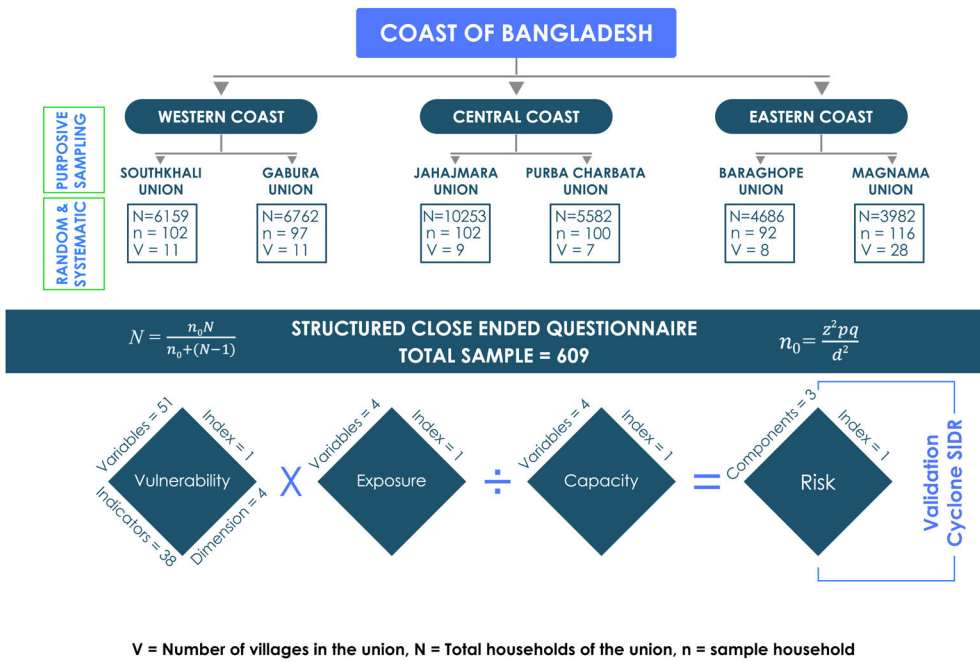 COAST OF BANGLADESH
WESTERN COAST
CENTRAL COAST
EASTERN COAST
PURPOSIVE
SAMPLING
SOUTHKHALI
UNION
GABURA
UNION
JAHAJMARA
UNION
PURBA CHARBATA
UNION
BARAGHOPE
UNION
MAGNAMA
UNION
RANDOM &
SYSTEMATIC
N=6159
n = 102
V = 11
N=6762
n = 97
V = 11
N=10253
n = 102
V = 9
N=5582
n = 100
V = 7
N=4686
n = 92
V = 8
N=3982
n = 116
V = 28
N = n₀N / n₀+(N−1)
STRUCTURED CLOSE ENDED QUESTIONNAIRE
TOTAL SAMPLE = 609
n₀= z²pq / d²
Variables = 51
Index = 1
Vulnerability
Indicators = 38
Dimension = 4
X
Variables = 4
Index = 1
Exposure
÷
Variables = 4
Index = 1
Capacity
=
Components = 3
Index = 1
Risk
Validation
Cyclone SIDR
V = Number of villages in the union, N = Total households of the union, n = sample household